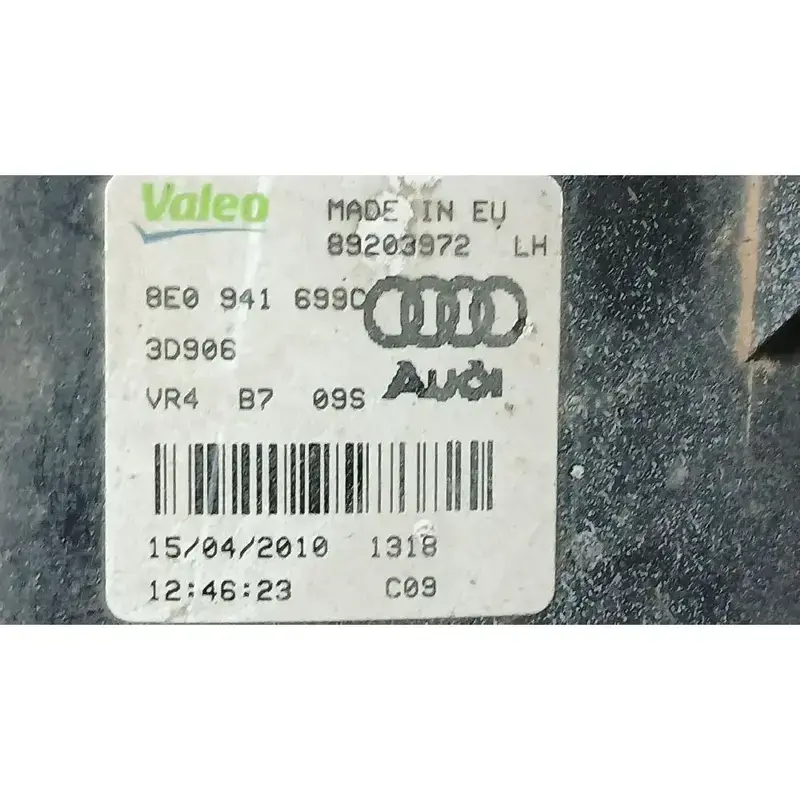 Valeo MADE IN EU
89203972 LH
8E0 941 699C
3D906
Audi
VR4 B7 09S
15/04/2010 1318
12:46:23 C09